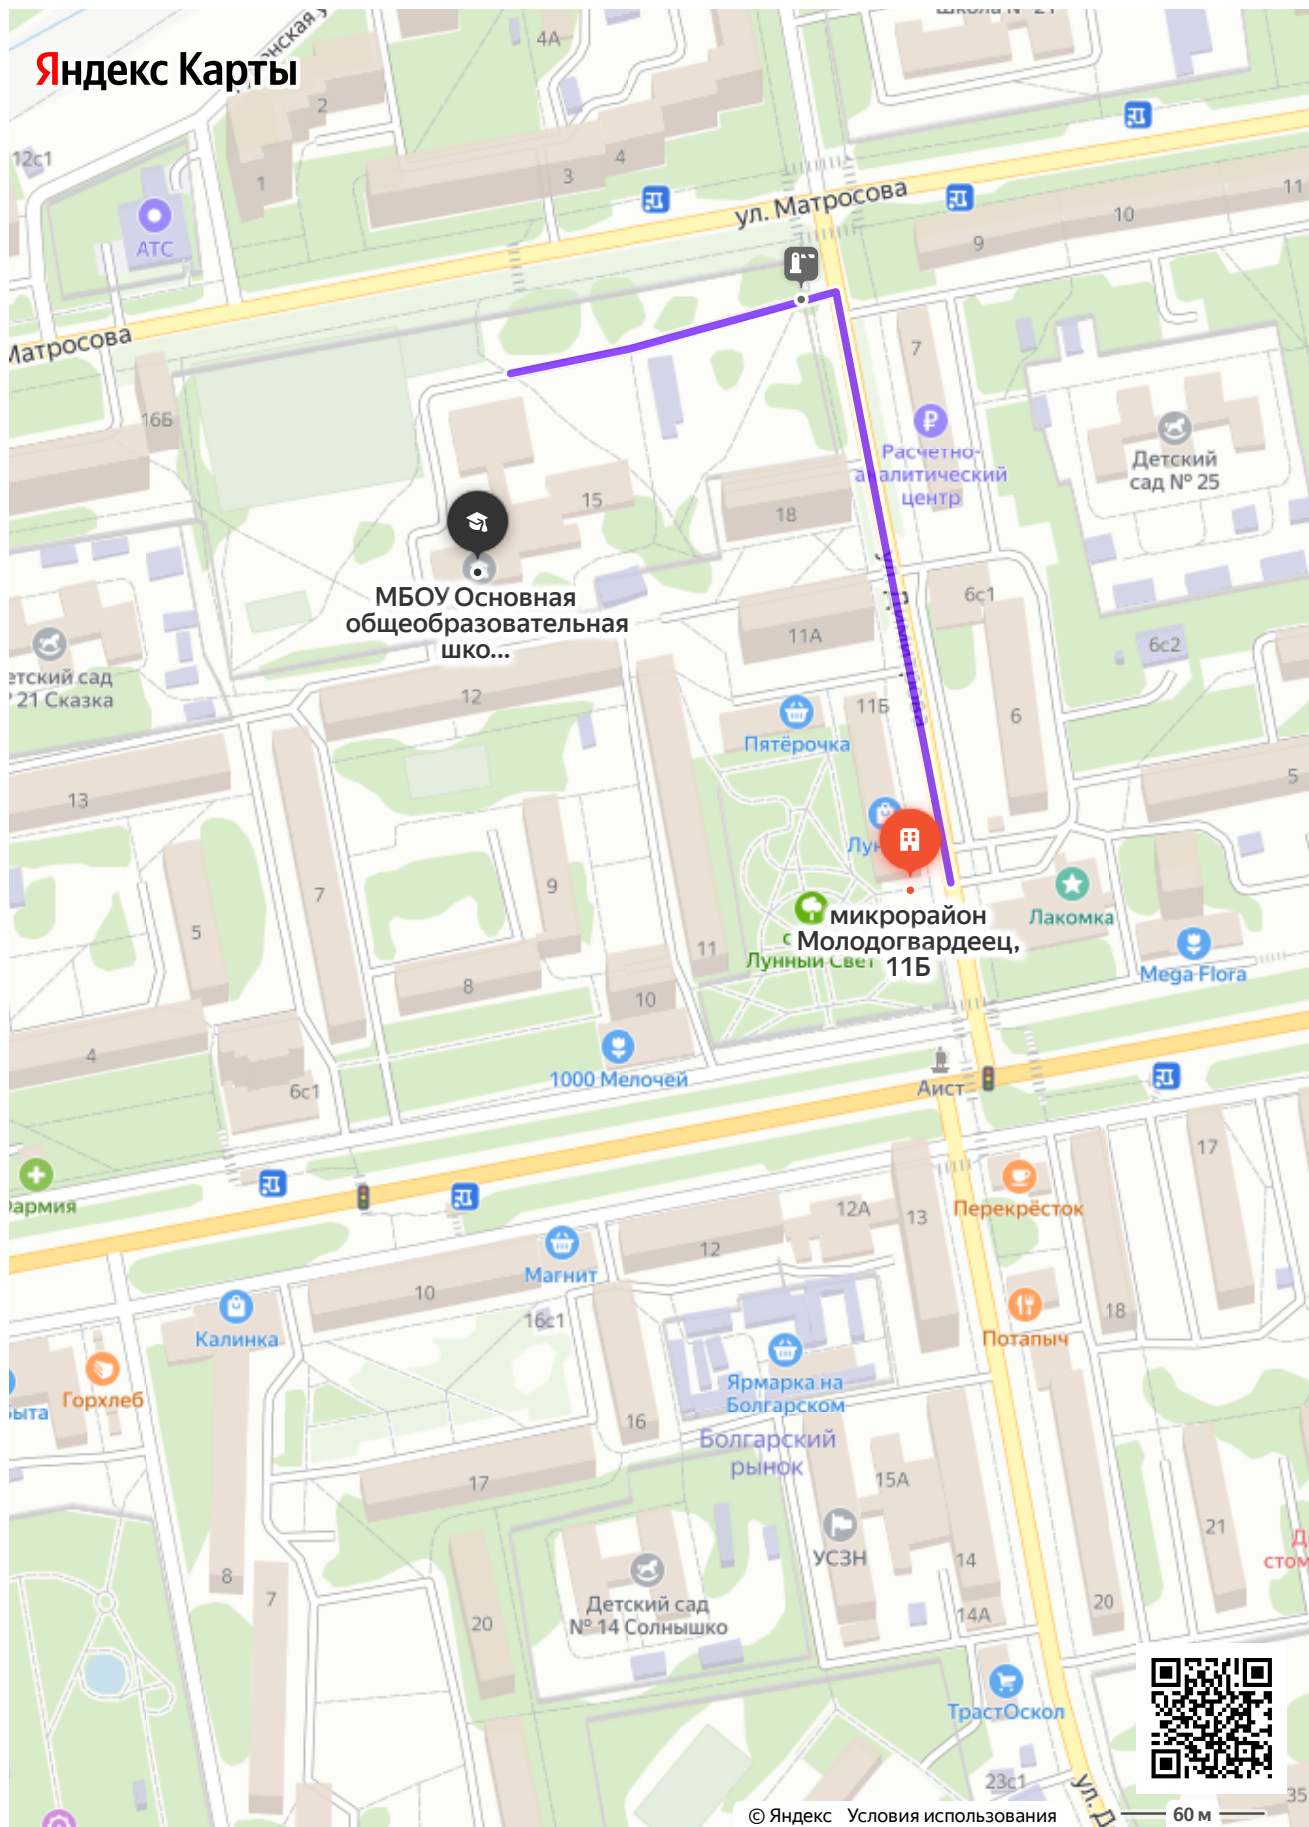 Яндекс Карты
4А
2
12с1
1
3
4
АТС
ул. Матросова
11
10
9
Матросова
7
16Б
Расчётно-
аналитический
центр
Детский
сад № 25
15
18
МБОУ Основная
общеобразовательная
шко...
6с1
11А
6с2
21 Сказка
12
11Б
6
Пятёрочка
5
13
7
9
5
11
микрорайон
Молодогвардеец,
11Б
Лунный Свет
Лакомка
Mega Flora
8
10
4
6с1
1000 Мелочей
Аист
17
Перекрёсток
12А
13
12
Магнит
10
16с1
18
Калинка
Потапыч
Горхлеб
Ярмарка на
Болгарском
16
Болгарский
рынок
17
15А
21
УСЗН
14
8
7
Детский сад
№ 14 Солнышко
20
14А
20
ТрастОскол
23с1
35
© Яндекс Условия использования
60 м